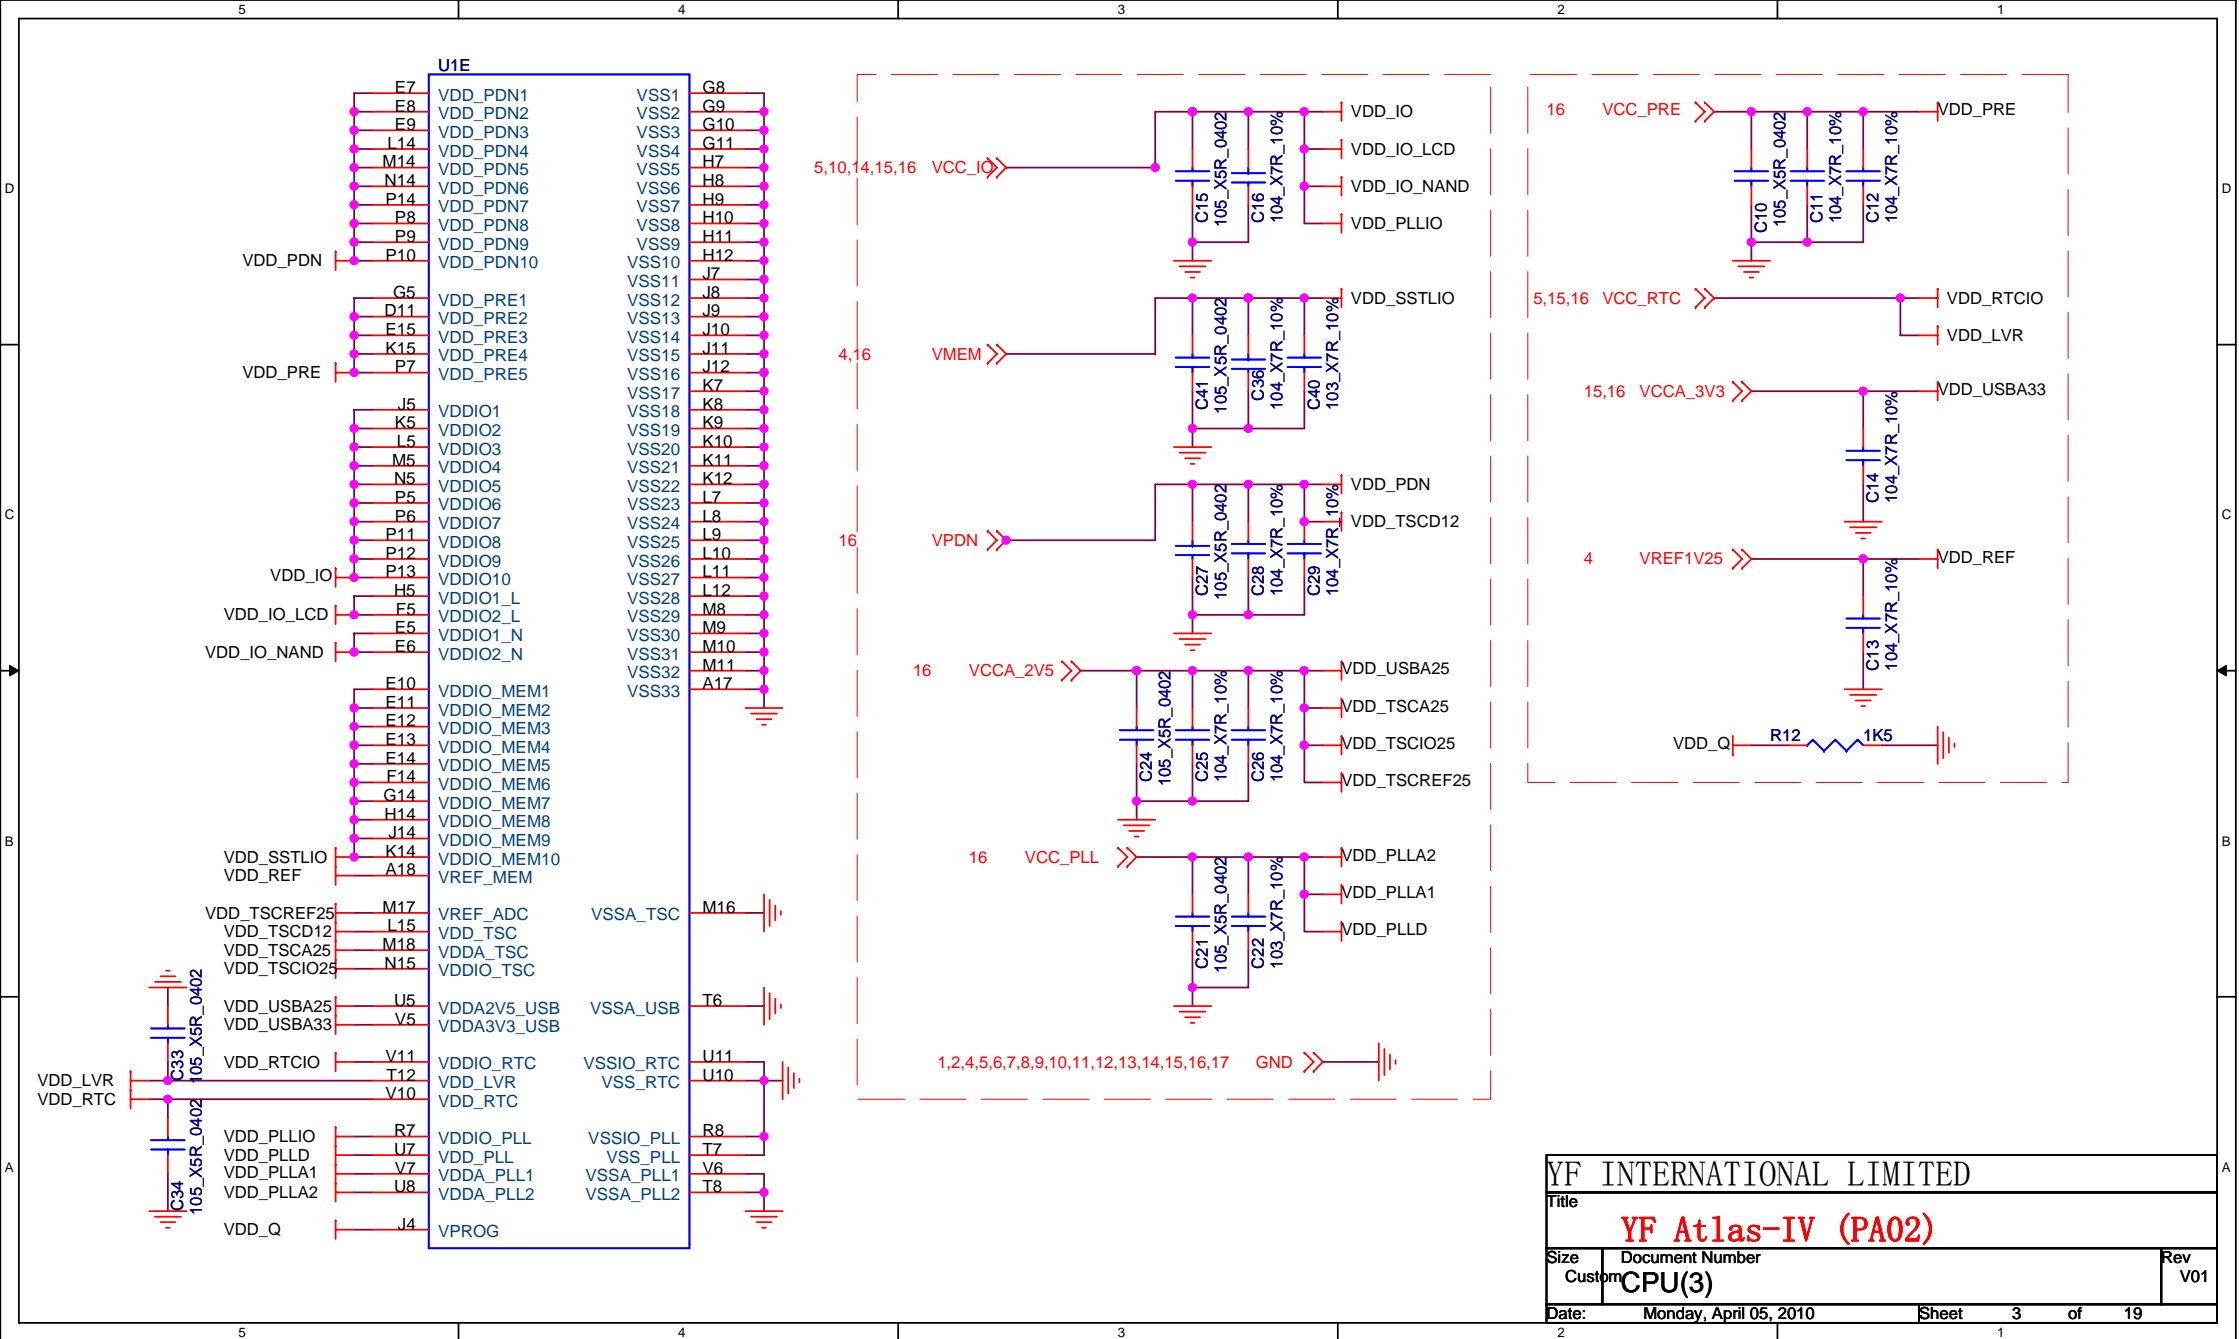 5 4 3 2 1
D
C
B
A
U1E
E7 VDD_PDN1 VSS1 G8
E8 VDD_PDN2 VSS2 G9
E9 VDD_PDN3 VSS3 G10
L14 VDD_PDN4 VSS4 G11
M14 VDD_PDN5 VSS5 H7
N14 VDD_PDN6 VSS6 H8
P14 VDD_PDN7 VSS7 H9
P8 VDD_PDN8 VSS8 H10
P9 VDD_PDN9 VSS9 H11
VDD_PDN P10 VDD_PDN10 VSS10 H12
VSS11 J7
G5 VDD_PRE1 VSS12 J8
D11 VDD_PRE2 VSS13 J9
E15 VDD_PRE3 VSS14 J10
K15 VDD_PRE4 VSS15 J11
VDD_PRE P7 VDD_PRE5 VSS16 J12
VSS17 K7
J5 VDDIO1 VSS18 K8
K5 VDDIO2 VSS19 K9
L5 VDDIO3 VSS20 K10
M5 VDDIO4 VSS21 K11
N5 VDDIO5 VSS22 K12
P5 VDDIO6 VSS23 L7
P6 VDDIO7 VSS24 L8
P11 VDDIO8 VSS25 L9
P12 VDDIO9 VSS26 L10
VDD_IO P13 VDDIO10 VSS27 L11
H5 VDDIO1_L VSS28 L12
VDD_IO_LCD F5 VDDIO2_L VSS29 M8
E5 VDDIO1_N VSS30 M9
VDD_IO_NAND E6 VDDIO2_N VSS31 M10
VSS32 M11
E10 VDDIO_MEM1 VSS33 A17
E11 VDDIO_MEM2
E12 VDDIO_MEM3
E13 VDDIO_MEM4
E14 VDDIO_MEM5
F14 VDDIO_MEM6
G14 VDDIO_MEM7
H14 VDDIO_MEM8
J14 VDDIO_MEM9
VDD_SSTLIO K14 VDDIO_MEM10
VDD_REF A18 VREF_MEM
VDD_TSCREF25 M17 VREF_ADC VSSA_TSC M16
VDD_TSCD12 L15 VDD_TSC
VDD_TSCA25 M18 VDDA_TSC
VDD_TSCIO25 N15 VDDIO_TSC
VDD_USBA25 U5 VDDA2V5_USB VSSA_USB T6
VDD_USBA33 V5 VDDA3V3_USB
VDD_RTCIO V11 VDDIO_RTC VSSIO_RTC U11
VDD_LVR T12 VDD_LVR VSS_RTC U10
VDD_RTC V10 VDD_RTC
VDD_PLLIO R7 VDDIO_PLL VSSIO_PLL R8
VDD_PLLD U7 VDD_PLL VSS_PLL T7
VDD_PLLA1 V7 VDDA_PLL1 VSSA_PLL1 V6
VDD_PLLA2 U8 VDDA_PLL2 VSSA_PLL2 T8
VDD_Q J4 VPROG
C33 105_X5R_0402
C34 105_X5R_0402
5,10,14,15,16 VCC_IO
C15 105_X5R_0402
C16 104_X7R_10%
VDD_IO
VDD_IO_LCD
VDD_IO_NAND
VDD_PLLIO
4,16 VMEM
C41 105_X5R_0402
C36 104_X7R_10%
C40 103_X7R_10%
VDD_SSTLIO
16 VPDN
C27 105_X5R_0402
C28 104_X7R_10%
C29 104_X7R_10%
VDD_PDN
VDD_TSCD12
16 VCCA_2V5
C24 105_X5R_0402
C25 104_X7R_10%
C26 104_X7R_10%
VDD_USBA25
VDD_TSCA25
VDD_TSCIO25
VDD_TSCREF25
16 VCC_PLL
C21 105_X5R_0402
C22 103_X7R_10%
VDD_PLLA2
VDD_PLLA1
VDD_PLLD
1,2,4,5,6,7,8,9,10,11,12,13,14,15,16,17 GND
16 VCC_PRE
C10 105_X5R_0402
C11 104_X7R_10%
C12 104_X7R_10%
VDD_PRE
5,15,16 VCC_RTC
VDD_RTCIO
VDD_LVR
15,16 VCCA_3V3
C14 104_X7R_10%
VDD_USBA33
4 VREF1V25
C13 104_X7R_10%
VDD_REF
VDD_Q R12 1K5
D
C
B
A
YF INTERNATIONAL LIMITED
Title
YF Atlas-IV (PA02)
Size Document Number Rev
Custom CPU(3) V01
Date: Monday, April 05, 2010 Sheet 3 of 19
5 4 3 2 1